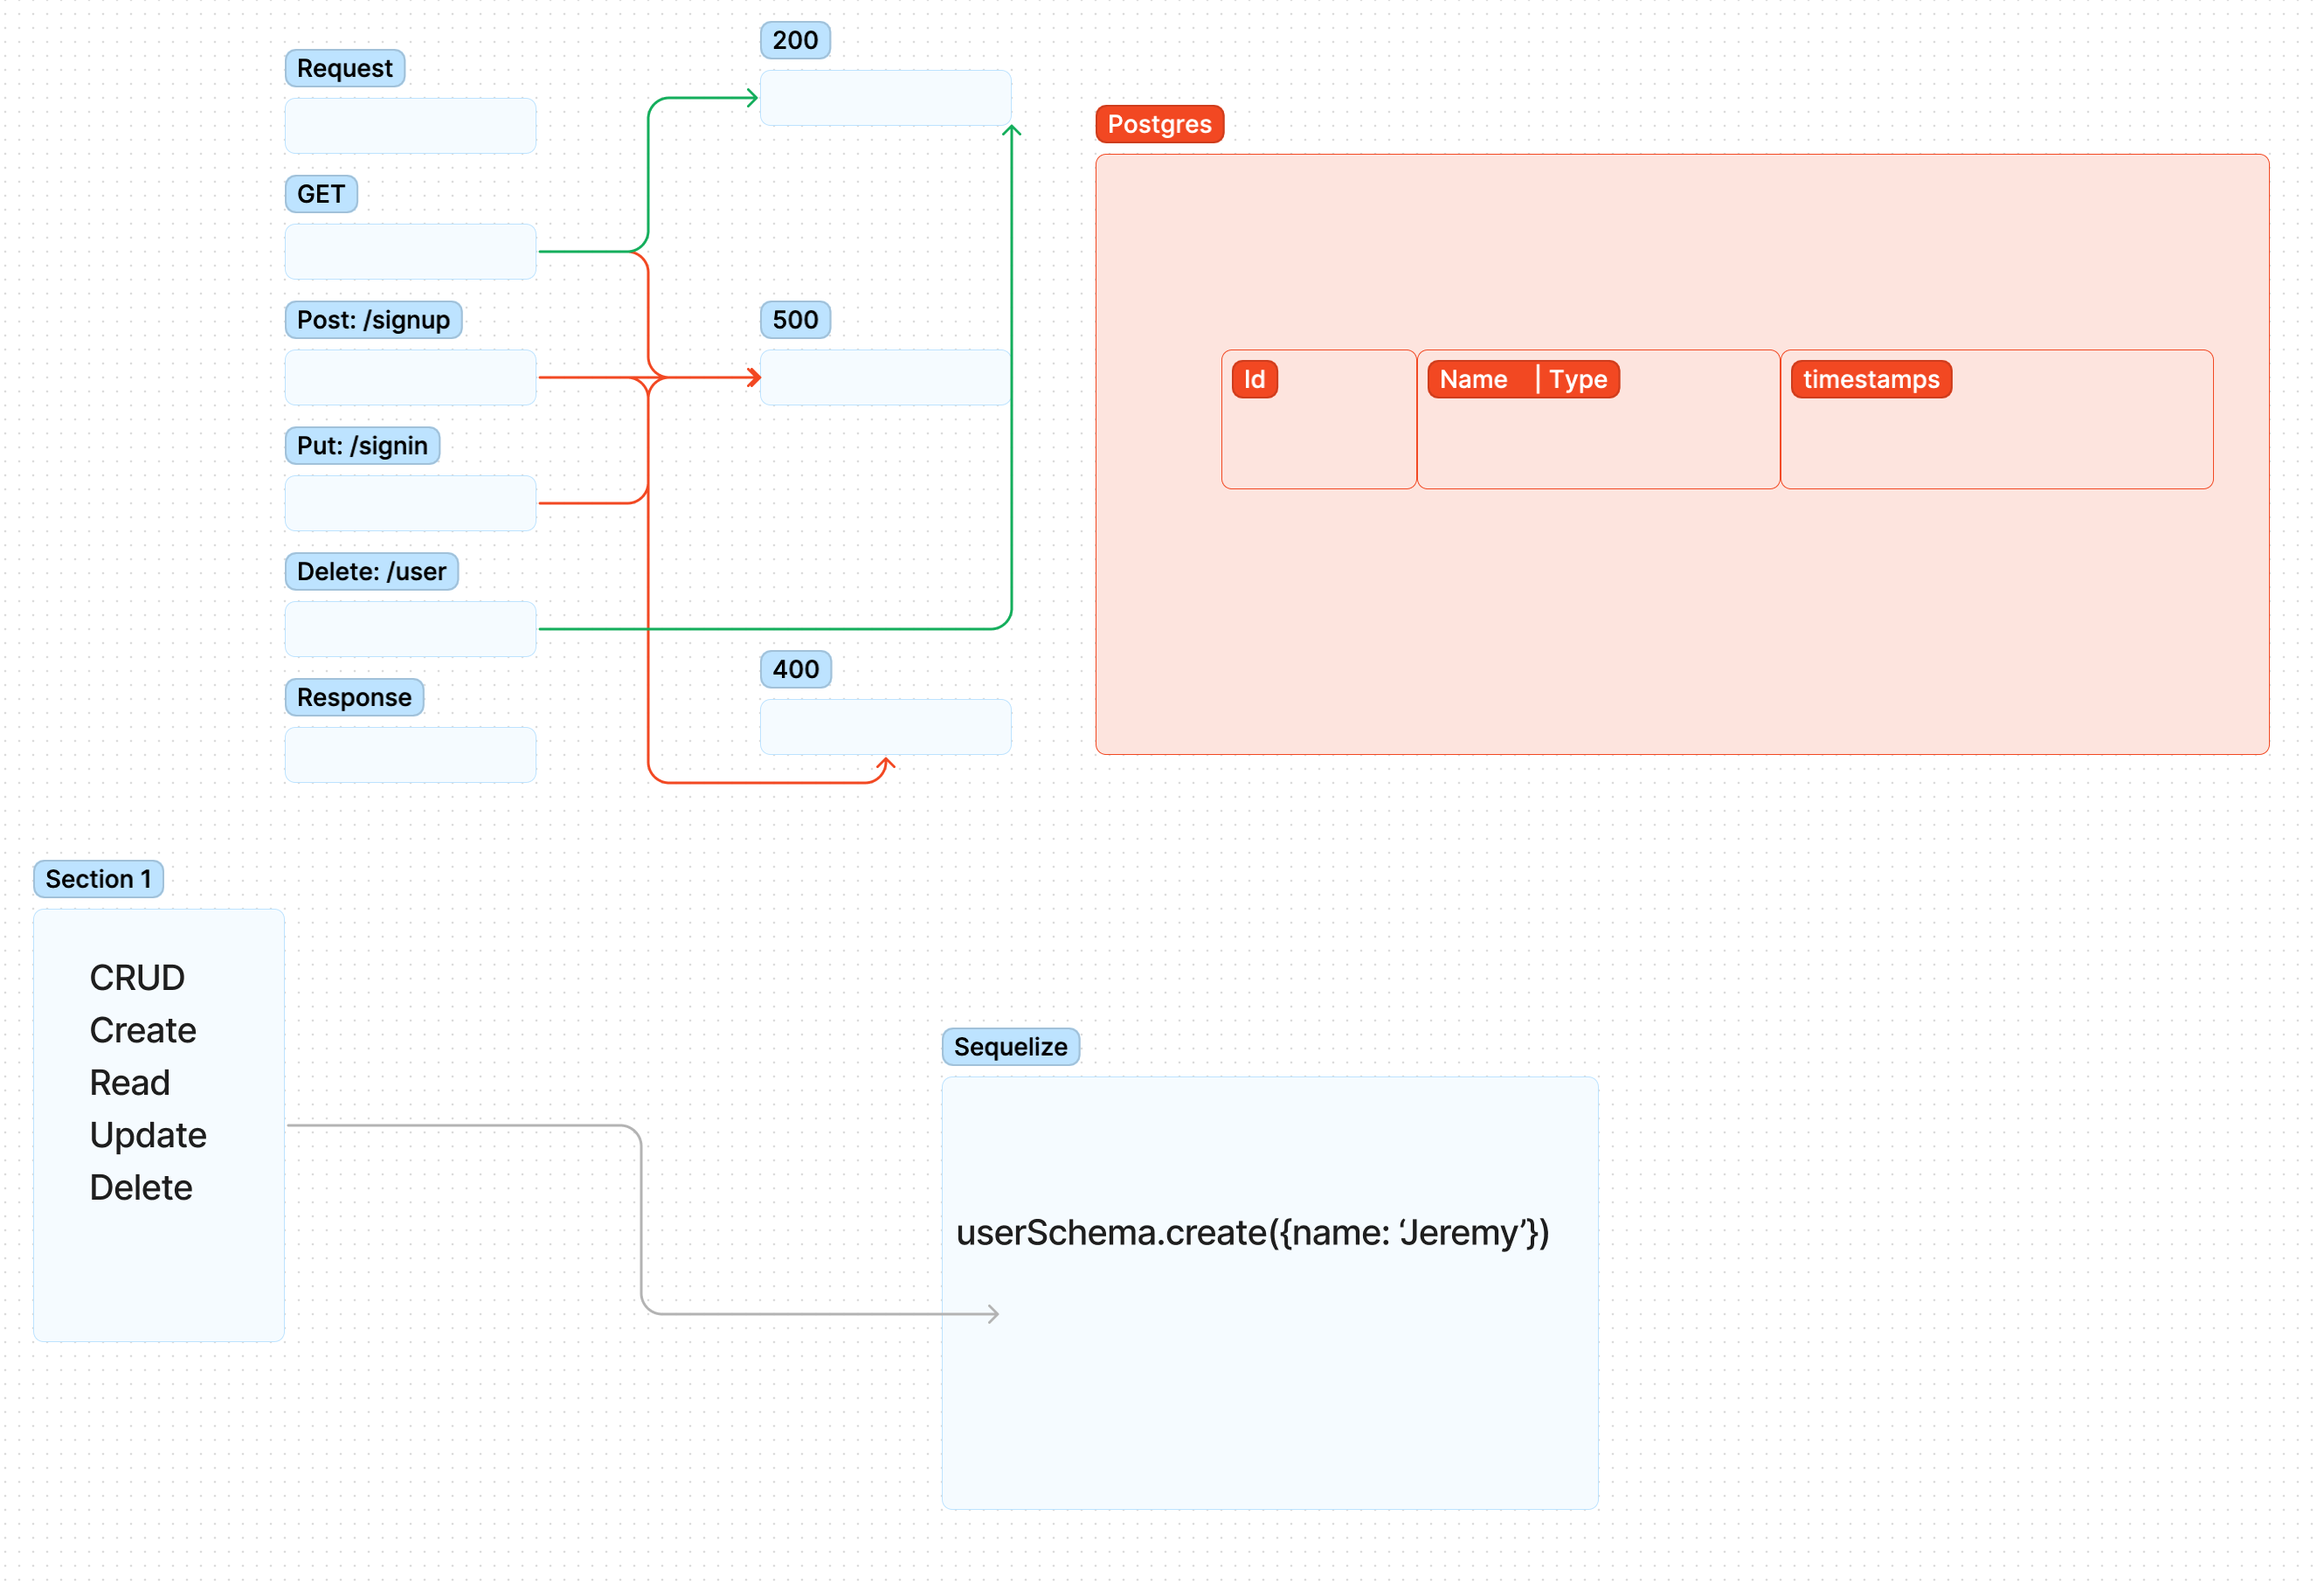 Request
GET
Post: /signup
Put: /signin
Delete: /user
Response
200
500
400
Postgres
Id
Name | Type
timestamps
Section 1
CRUD
Create
Read
Update
Delete
Sequelize
userSchema.create({name: ‘Jeremy’})